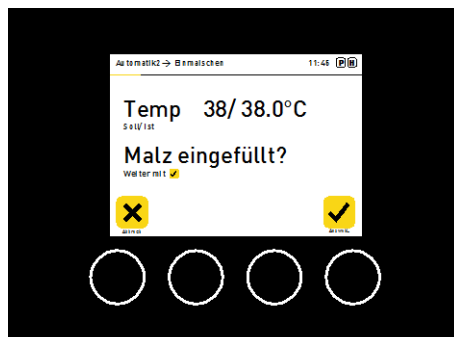 Automatik2 → Einmaischen 11:45 P H
Temp 38/38.0°C
Soll/Ist
Malz eingefüllt?
Weiter mit ✓